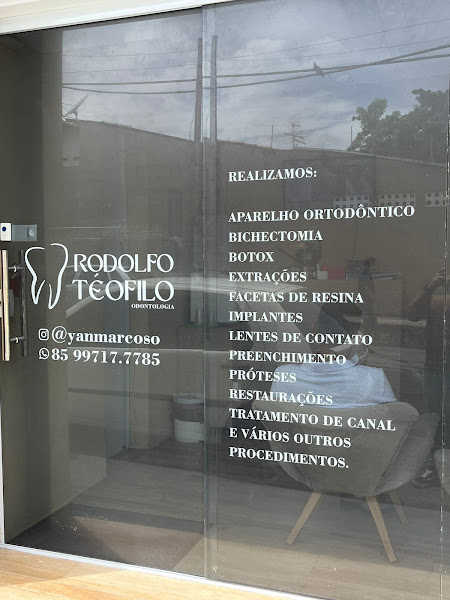 RODOLFO
TEÓFILO
ODONTOLOGIA
@yanmarcoso
85 99717.7785
REALIZAMOS:
APARELHO ORTODÔNTICO
BICHECTOMIA
BOTOX
EXTRAÇÕES
FACETAS DE RESINA
IMPLANTES
LENTES DE CONTATO
PREENCHIMENTO
PRÓTESES
RESTAURAÇÕES
TRATAMENTO DE CANAL
E VÁRIOS OUTROS
PROCEDIMENTOS.